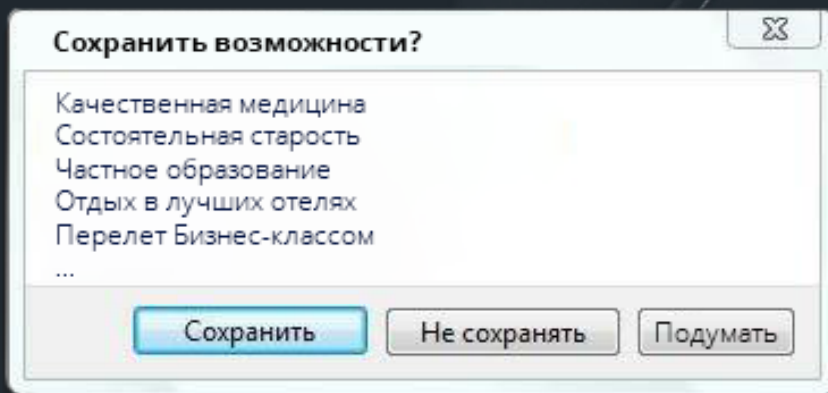 Сохранить возможности?
Качественная медицина
Состоятельная старость
Частное образование
Отдых в лучших отелях
Перелет Бизнес-классом
...
Сохранить Не сохранять Подумать